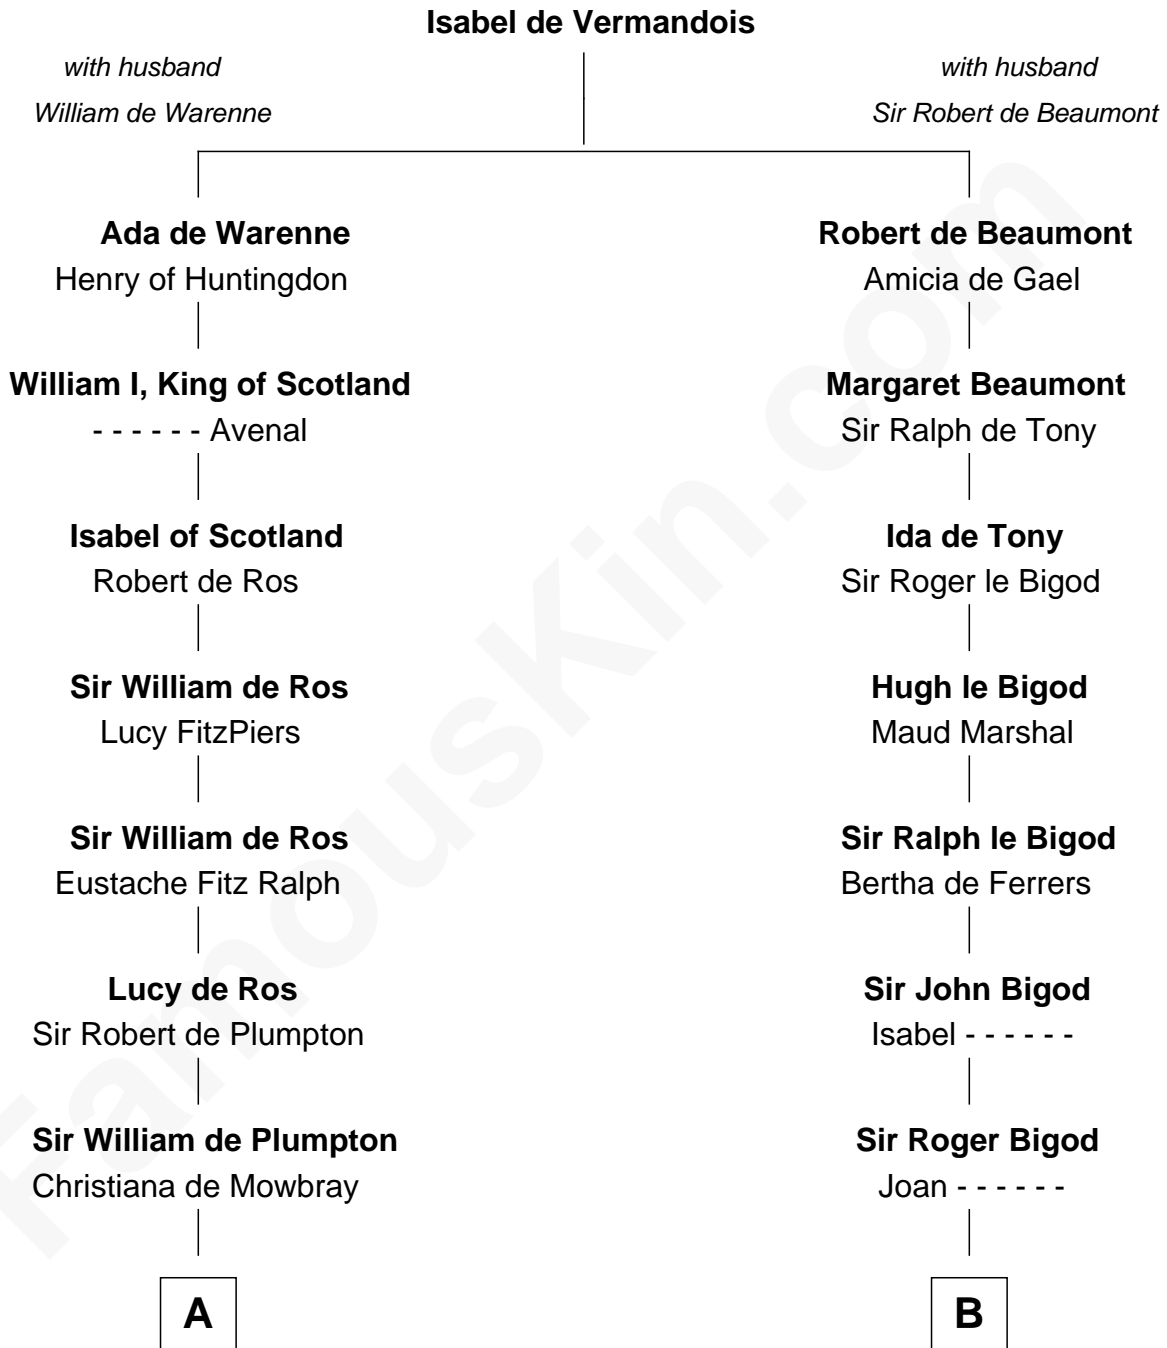 Isabel de Vermandois
with husband
William de Warenne
with husband
Sir Robert de Beaumont
Ada de Warenne
Henry of Huntingdon
Robert de Beaumont
Amicia de Gael
William I, King of Scotland
- - - - - - Avenal
Margaret Beaumont
Sir Ralph de Tony
Isabel of Scotland
Robert de Ros
Ida de Tony
Sir Roger le Bigod
Sir William de Ros
Lucy FitzPiers
Hugh le Bigod
Maud Marshal
Sir William de Ros
Eustache Fitz Ralph
Sir Ralph le Bigod
Bertha de Ferrers
Lucy de Ros
Sir Robert de Plumpton
Sir John Bigod
Isabel - - - - - -
Sir William de Plumpton
Christiana de Mowbray
Sir Roger Bigod
Joan - - - - - -
A
B
FamousKin.com